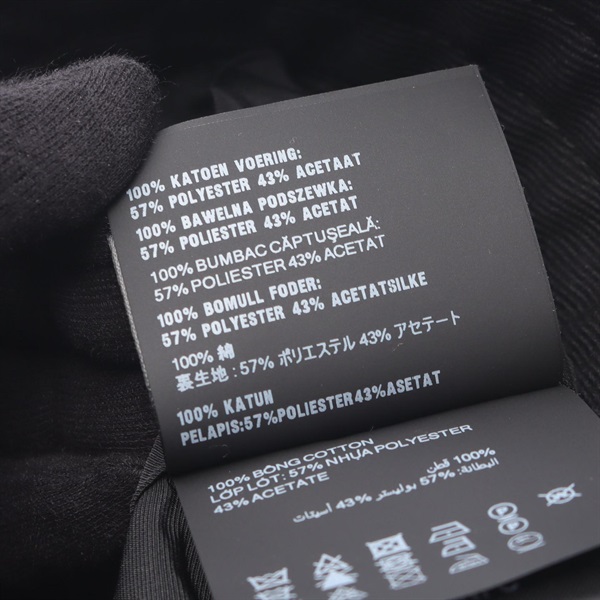 100% KATOEN VOERING:
57% POLYESTER 43% ACETAAT
100% BAWELNA PODSZEWKA:
57% POLIESTER 43% ACETAT
100% BUMBAC CĂPTUŞEALĂ:
57% POLIESTER 43% ACETAT
100% BOMULL FODER:
57% POLYESTER 43% ACETATSILKE
100% 綿
裏生地:57% ポリエステル 43% アセテート
100% KATUN
PELAPIS:57%POLIESTER43%ASETAT
100% BÔNG COTTON
LỚP LÓT: 57% NHỰA POLYESTER
43% ACETATE
100% قطن
البطانة: 57% بوليستر 43% أسيتات